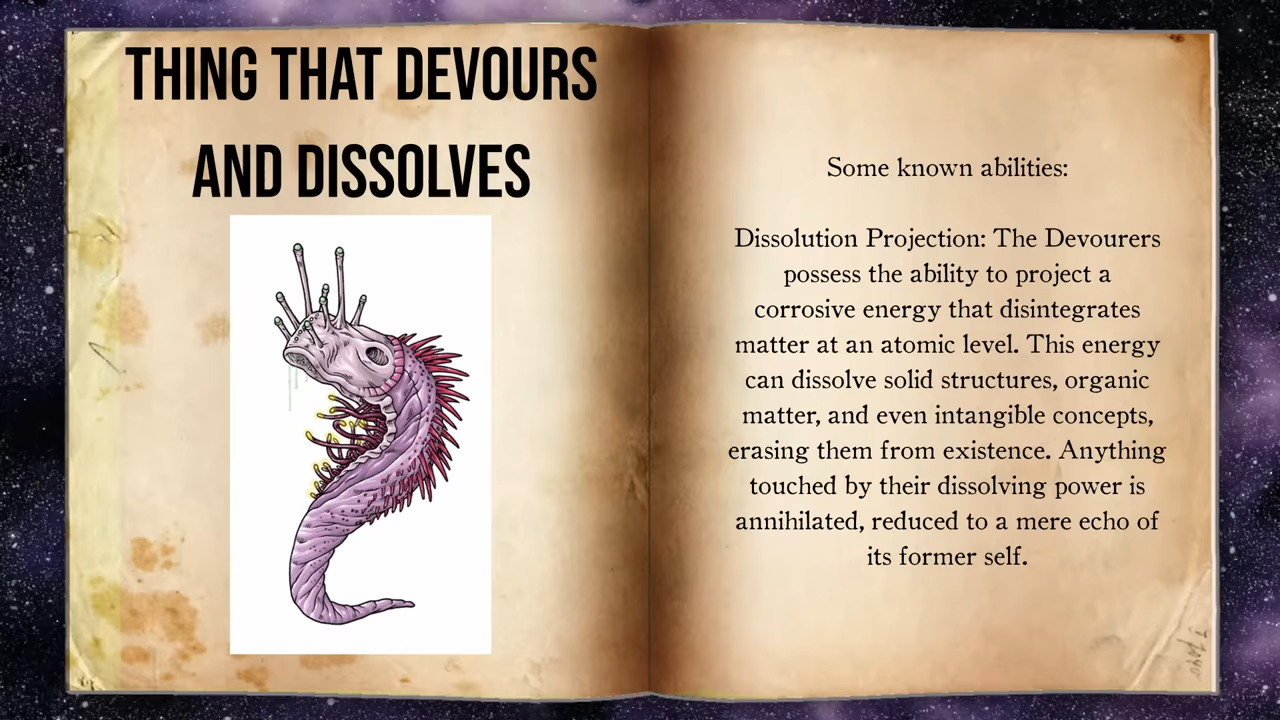 THING THAT DEVOURS
AND DISSOLVES
Some known abilities:
Dissolution Projection: The Devourers
possess the ability to project a
corrosive energy that disintegrates
matter at an atomic level. This energy
can dissolve solid structures, organic
matter, and even intangible concepts,
erasing them from existence. Anything
touched by their dissolving power is
annihilated, reduced to a mere echo of
its former self.